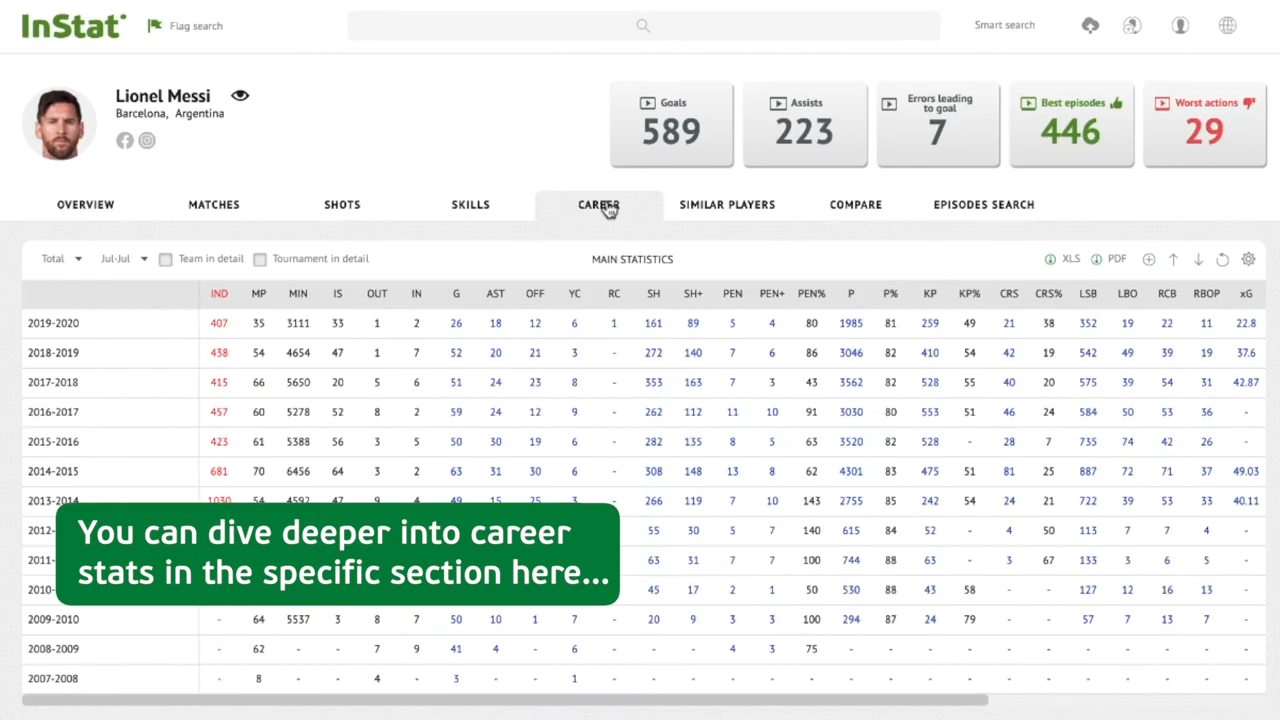 InStat Flag search Smart search
Lionel Messi
Barcelona, Argentina
Goals
589
Assists
223
Errors leading
to goal
7
Best episodes
446
Worst actions
29
OVERVIEW MATCHES SHOTS SKILLS CAREER SIMILAR PLAYERS COMPARE EPISODES SEARCH
Total Jul-Jul Team in detail Tournament in detail MAIN STATISTICS XLS PDF
IND MP MIN IS OUT IN G AST OFF YC RC SH SH+ PEN PEN+ PEN% P P% KP KP% CRS CRS% LSB LBO RCB RBOP xG
2019-2020 407 35 3111 33 1 2 26 18 12 6 1 161 89 5 4 80 1985 81 259 49 21 38 352 19 22 11 22.8
2018-2019 438 54 4654 47 1 7 52 20 21 3 - 272 140 7 6 86 3046 82 410 54 42 19 542 49 39 19 37.6
2017-2018 415 66 5650 20 5 6 51 24 23 8 - 353 163 7 3 43 3562 82 528 55 40 20 575 39 54 31 42.87
2016-2017 457 60 5278 52 8 2 59 24 12 9 - 262 112 11 10 91 3030 80 553 51 46 24 584 50 53 36 -
2015-2016 423 61 5388 56 3 5 50 30 19 6 - 282 135 8 5 63 3520 82 528 - 28 7 735 74 42 26 -
2014-2015 681 70 6456 64 3 2 63 31 30 6 - 308 148 13 8 62 4301 83 475 51 81 25 887 72 71 37 49.03
2013-2014 1030 54 4592 47 9 4 49 15 25 3 - 266 119 7 10 143 2755 85 242 54 24 21 722 39 53 33 40.11
2012- 55 30 5 7 140 615 84 52 - 4 50 113 7 7 4 -
2011- 63 31 7 7 100 744 88 63 - 3 67 133 3 6 5 -
2010- 45 17 2 1 50 530 88 43 58 - - 127 12 16 13 -
You can dive deeper into career
stats in the specific section here...
2009-2010 - 64 5537 3 8 7 50 10 1 7 - 20 9 3 3 100 294 87 24 79 - - 57 7 13 7 -
2008-2009 - 62 - - 7 9 41 4 - 6 - - - 4 3 75 - - - - - - - - - - -
2007-2008 - 8 - - 4 - 3 - - 1 - - - - - - - - - - - - - - - - -